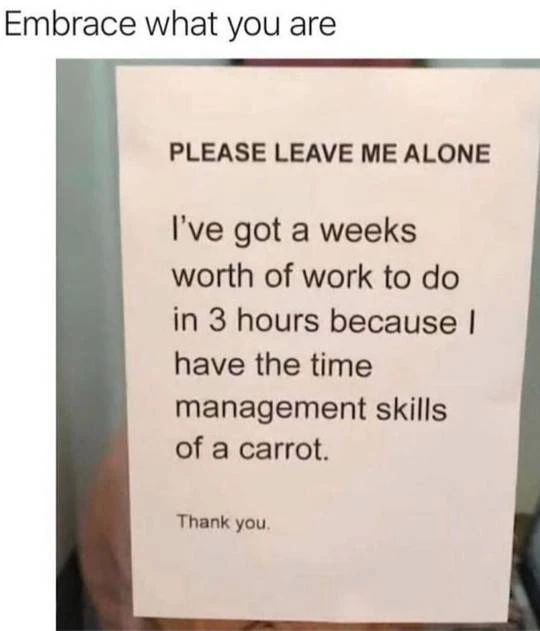 Embrace what you are
PLEASE LEAVE ME ALONE
I've got a weeks
worth of work to do
in 3 hours because I
have the time
management skills
of a carrot.
Thank you.